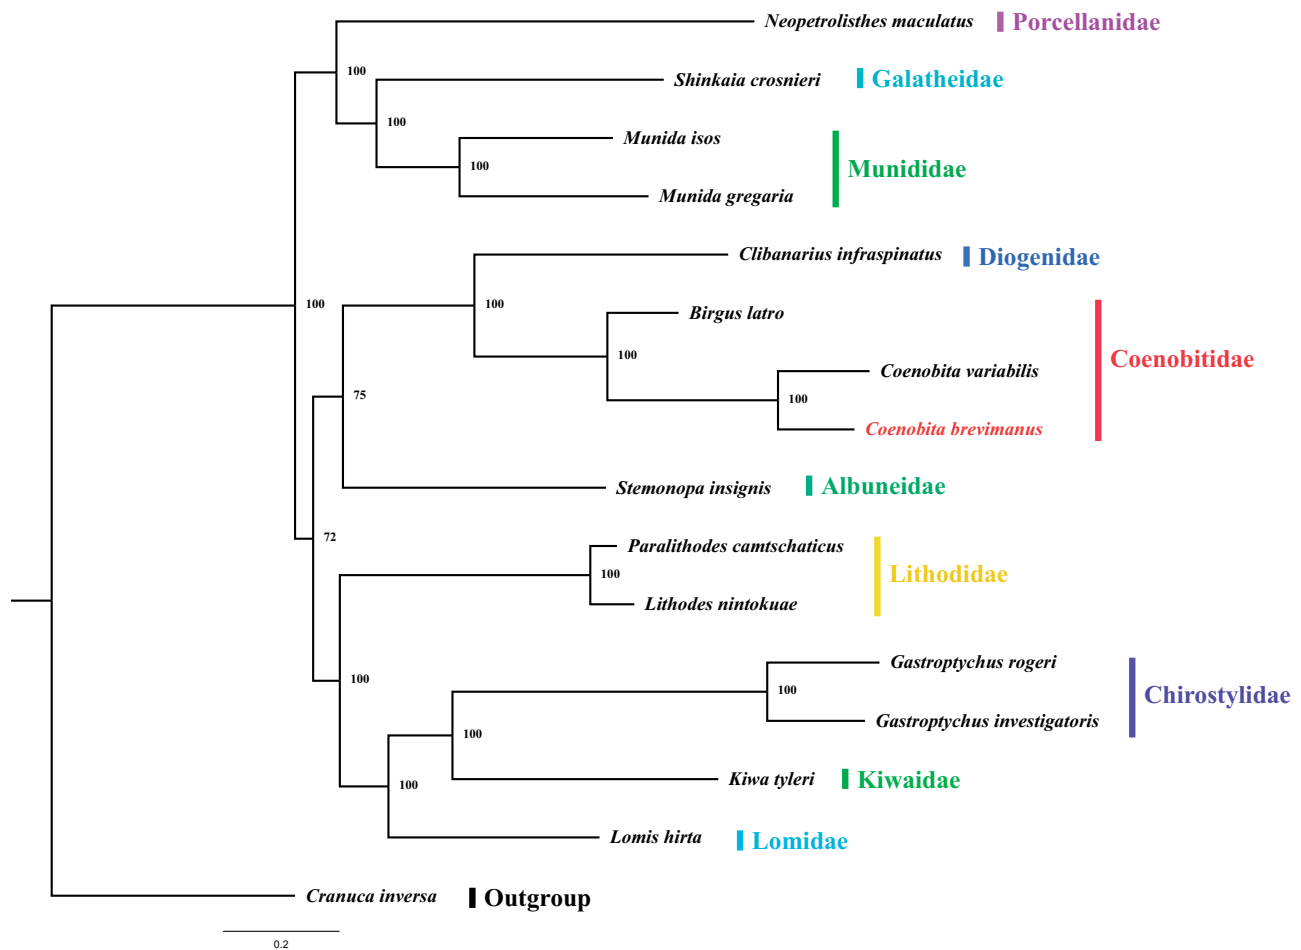 Neopetrolisthes maculatus Porcellanidae
100
Shinkaia crosnieri Galatheidae
100
Munida isos
100
Munididae
Munida gregaria
Clibanarius infraspinatus Diogenidae
100
100
Birgus latro
100
Coenobitidae
Coenobita variabilis
75
100
Coenobita brevimanus
Stemonopa insignis Albuneidae
72
Paralithodes camtschaticus
100
Lithodidae
Lithodes nintokuae
Gastroptychus rogeri
100
100
Chirostylidae
Gastroptychus investigatoris
100
Kiwa tyleri Kiwaidae
100
Lomis hirta Lomidae
Cranuca inversa Outgroup
0.2